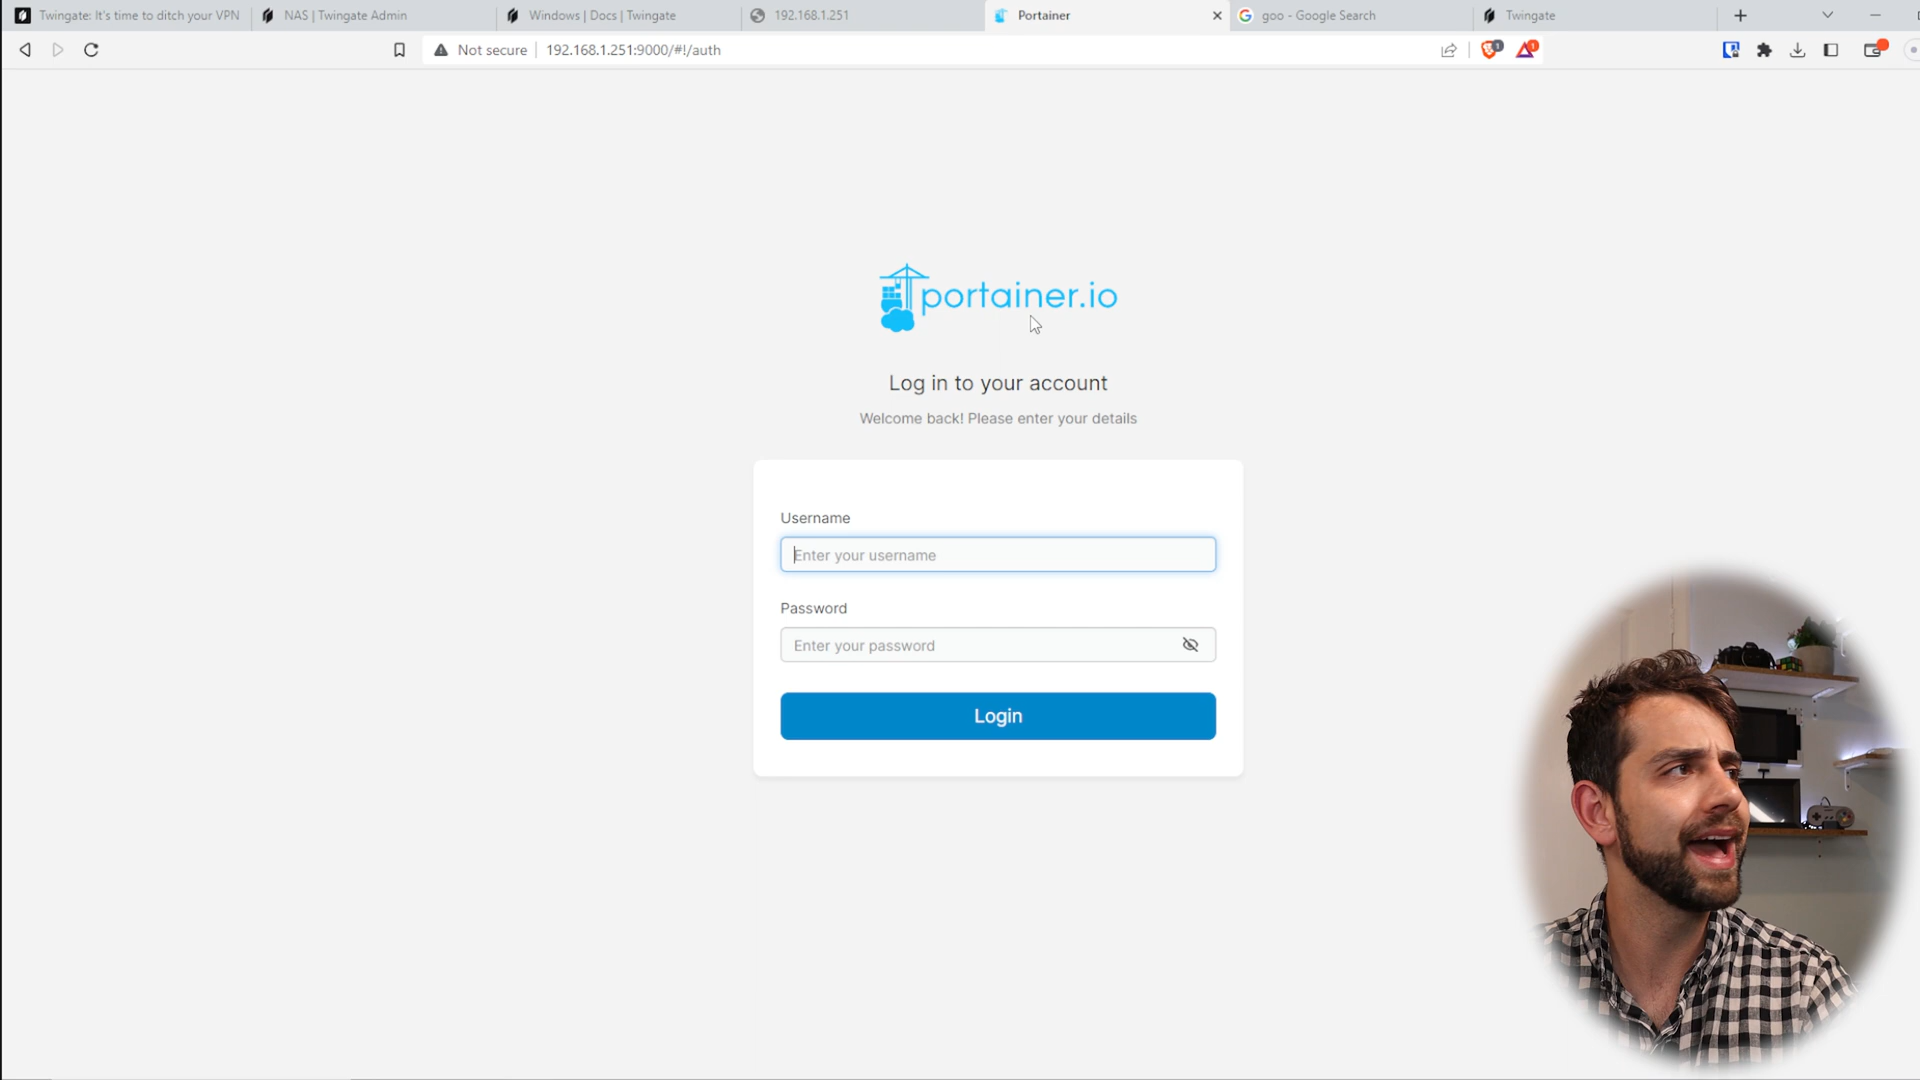 Twingate: It's time to ditch your VPN
NAS | Twingate Admin
Windows | Docs | Twingate
192.168.1.251
Portainer
goo - Google Search
Twingate
Not secure
192.168.1.251:9000/#!/auth
1
1
portainer.io
Log in to your account
Welcome back! Please enter your details
Username
Enter your username
Password
Enter your password
Login